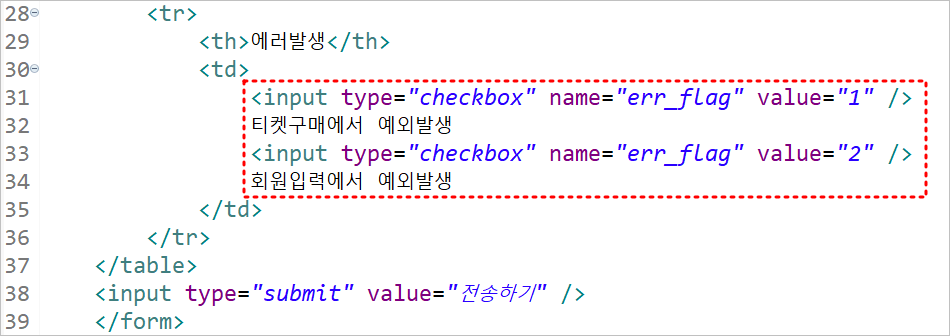 28 <tr>
29 <th>에러발생</th>
30 <td>
31 <input type="checkbox" name="err_flag" value="1" />
32 티켓구매에서 예외발생
33 <input type="checkbox" name="err_flag" value="2" />
34 회원입력에서 예외발생
35 </td>
36 </tr>
37 </table>
38 <input type="submit" value="전송하기" />
39 </form>